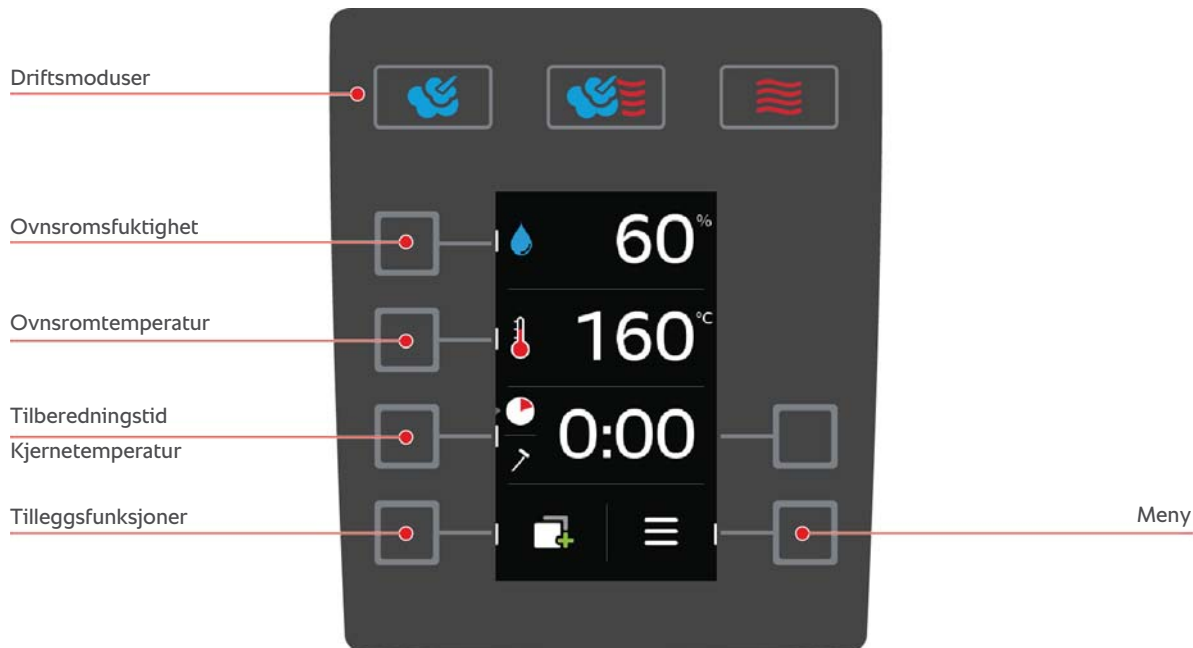 Driftsmoduser
Ovnsromsfuktighet
60%
Ovnsromtemperatur
160°C
Tilberedningstid
0:00
Kjernetemperatur
Tilleggsfunksjoner
Meny